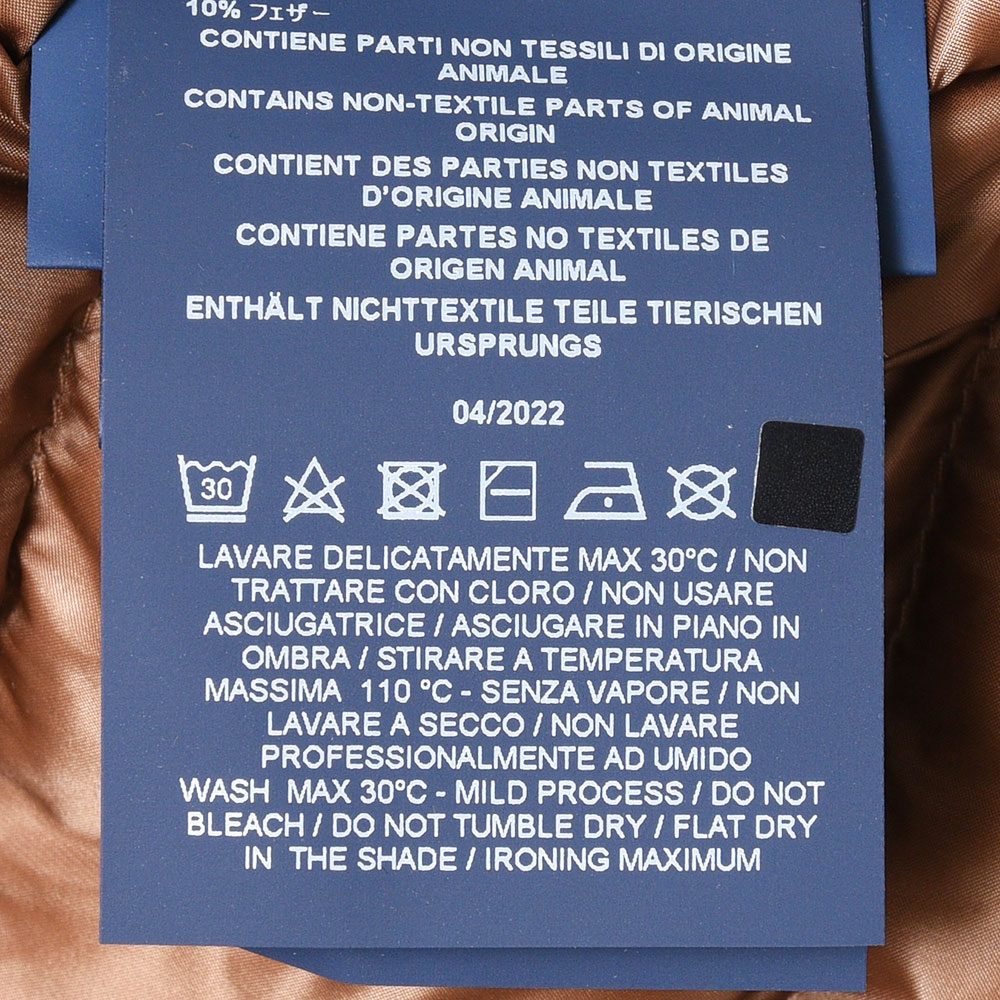 10% フェザー
CONTIENE PARTI NON TESSILI DI ORIGINE
ANIMALE
CONTAINS NON-TEXTILE PARTS OF ANIMAL
ORIGIN
CONTIENT DES PARTIES NON TEXTILES
D'ORIGINE ANIMALE
CONTIENE PARTES NO TEXTILES DE
ORIGEN ANIMAL
ENTHÄLT NICHTTEXTILE TEILE TIERISCHEN
URSPRUNGS
04/2022
30
LAVARE DELICATAMENTE MAX 30°C / NON
TRATTARE CON CLORO / NON USARE
ASCIUGATRICE / ASCIUGARE IN PIANO IN
OMBRA / STIRARE A TEMPERATURA
MASSIMA 110 °C - SENZA VAPORE / NON
LAVARE A SECCO / NON LAVARE
PROFESSIONALMENTE AD UMIDO
WASH MAX 30°C - MILD PROCESS / DO NOT
BLEACH / DO NOT TUMBLE DRY / FLAT DRY
IN THE SHADE / IRONING MAXIMUM